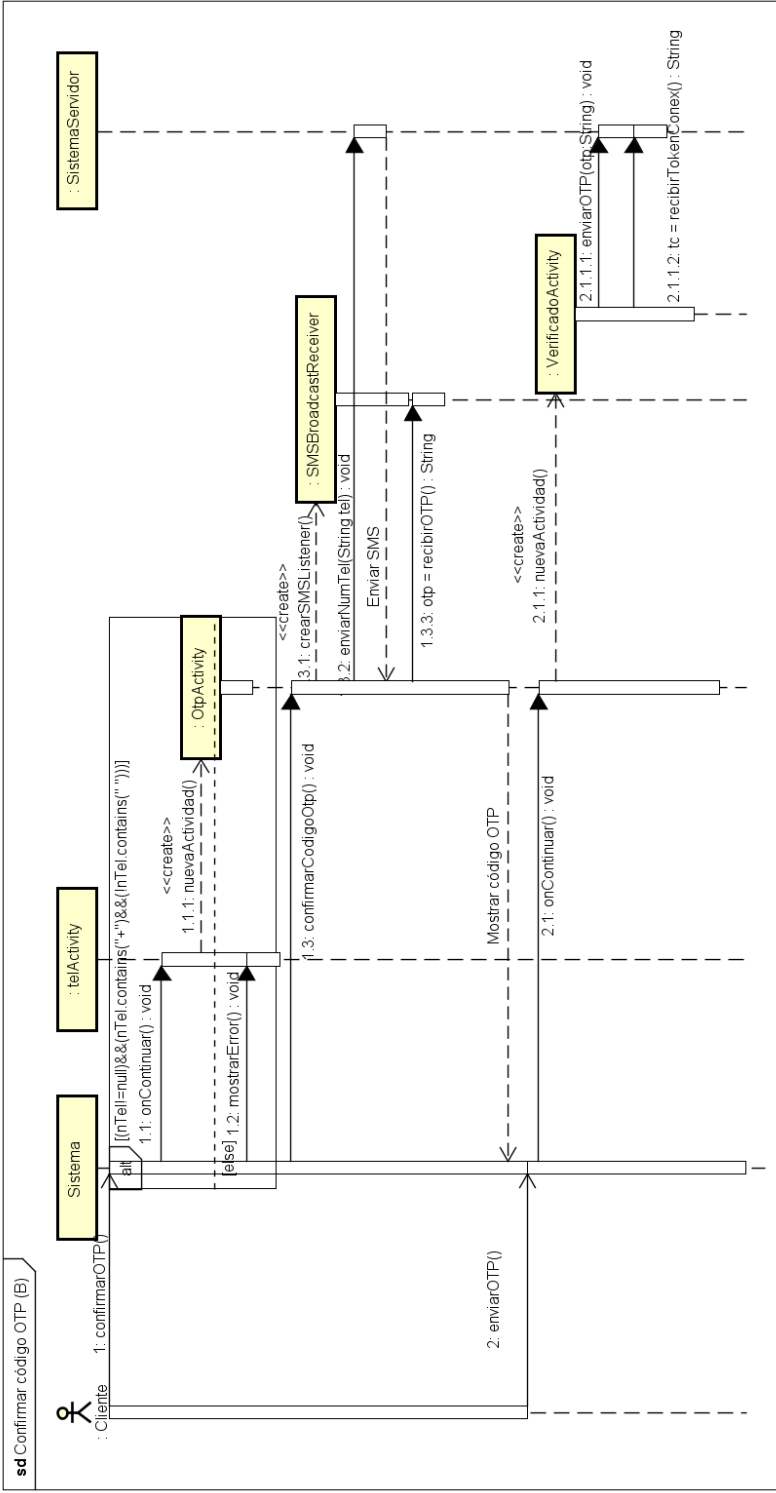 sd Confirmar código OTP (B)
: Cliente
Sistema
: telActivity
: SistemaServidor
1: confirmarOTP()
alt
[(nTel!=null)&&(nTel.contains("+")&&(!nTel.contains(" ")))]
1.1: onContinuar() : void
<<create>>
1.1.1: nuevaActividad()
: OtpActivity
[else]
1.2: mostrarError() : void
1.3: confirmarCodigoOtp() : void
<<create>>
.3.1: crearSMSListener()
: SMSBroadcastReceiver
.3.2: enviarNumTel(String tel) : void
Enviar SMS
1.3.3: otp = recibirOTP() : String
Mostrar código OTP
2: enviarOTP()
2.1: onContinuar() : void
<<create>>
2.1.1: nuevaActividad()
: VerificadoActivity
2.1.1.1: enviarOTP(otp:String) : void
2.1.1.2: tc = recibirTokenConex() : String